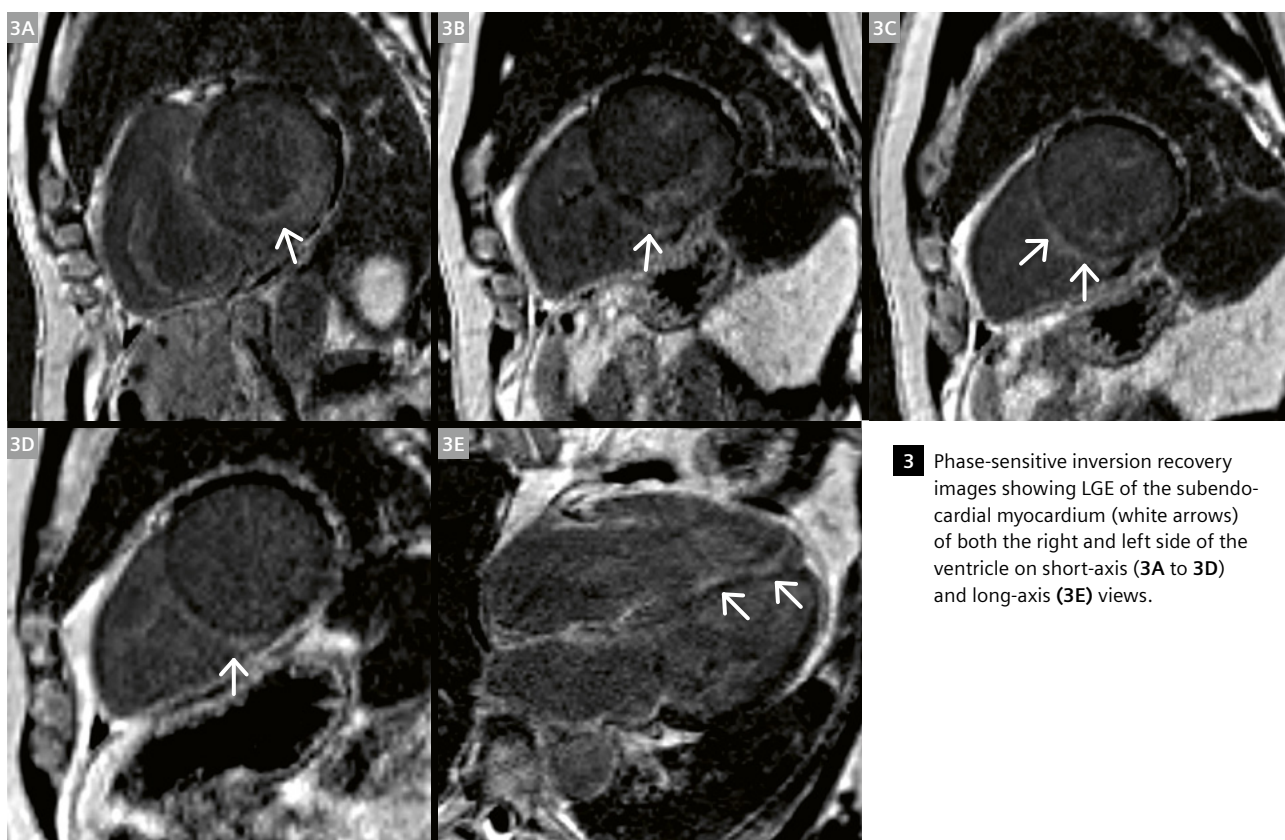 3A
3B
3C
3D
3E
3 Phase-sensitive inversion recovery
images showing LGE of the subendo-
cardial myocardium (white arrows)
of both the right and left side of the
ventricle on short-axis (3A to 3D)
and long-axis (3E) views.